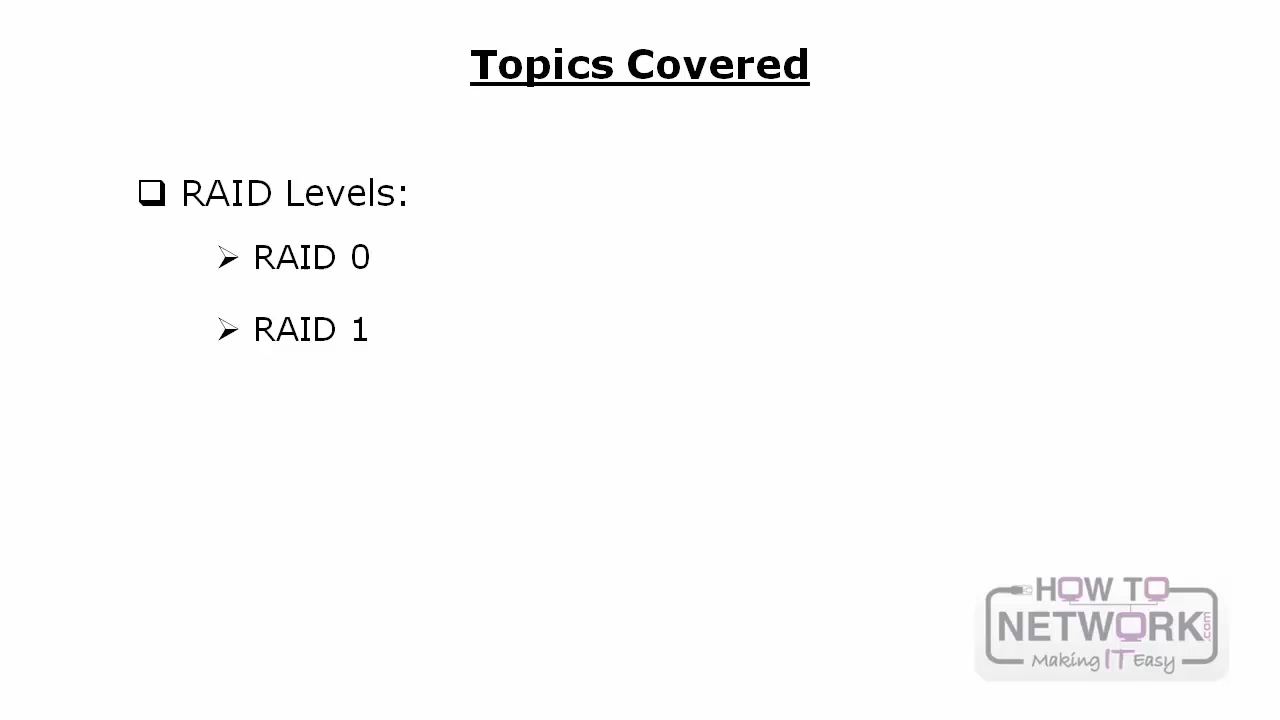 Topics Covered
RAID Levels:
RAID 0
RAID 1
HOW TO
NETWORK.com
Making IT Easy